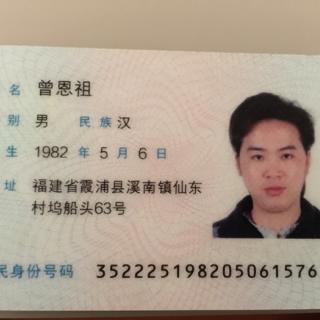 名 曾恩祖
别 男 民族 汉
生 1982 年 5 月 6 日
址 福建省霞浦县溪南镇仙东
村坞船头63号
民身份号码 352225198205061576